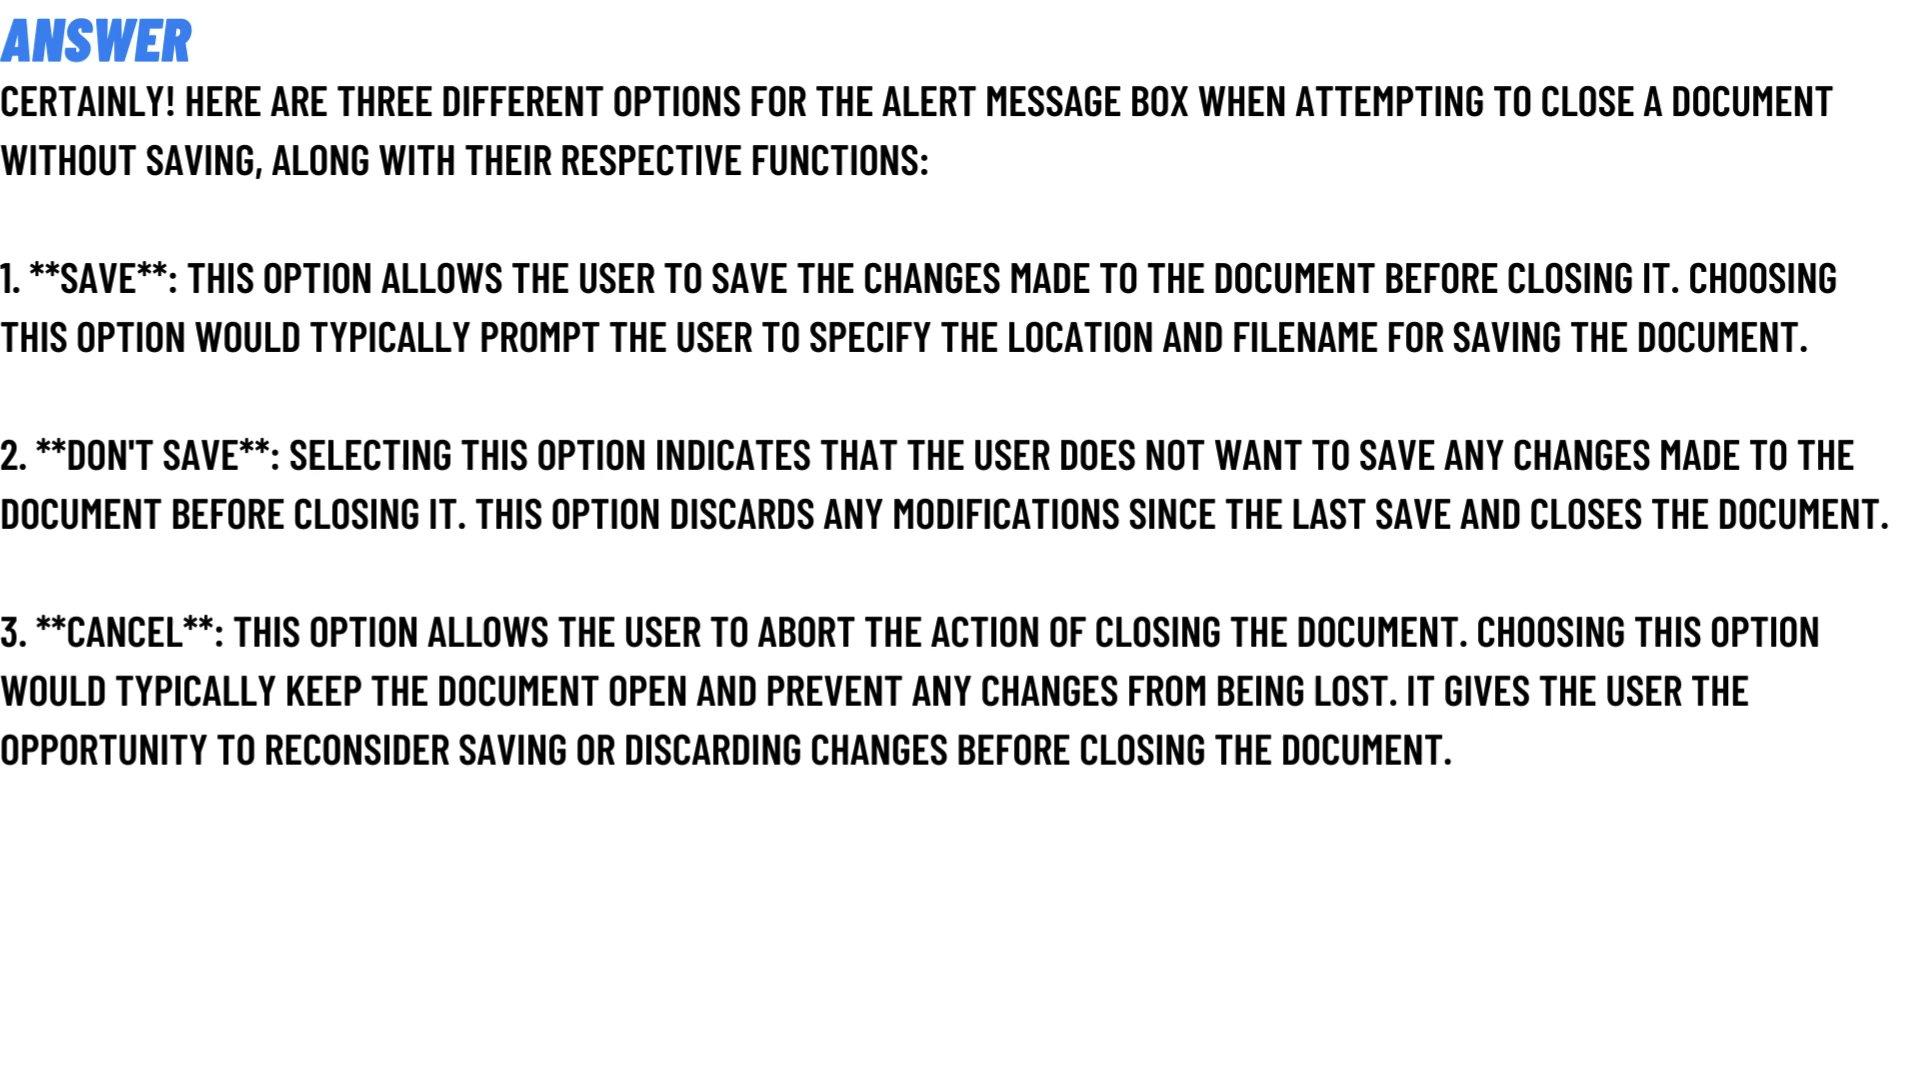 ANSWER
CERTAINLY! HERE ARE THREE DIFFERENT OPTIONS FOR THE ALERT MESSAGE BOX WHEN ATTEMPTING TO CLOSE A DOCUMENT
WITHOUT SAVING, ALONG WITH THEIR RESPECTIVE FUNCTIONS:
1. **SAVE**: THIS OPTION ALLOWS THE USER TO SAVE THE CHANGES MADE TO THE DOCUMENT BEFORE CLOSING IT. CHOOSING
THIS OPTION WOULD TYPICALLY PROMPT THE USER TO SPECIFY THE LOCATION AND FILENAME FOR SAVING THE DOCUMENT.
2. **DON'T SAVE**: SELECTING THIS OPTION INDICATES THAT THE USER DOES NOT WANT TO SAVE ANY CHANGES MADE TO THE
DOCUMENT BEFORE CLOSING IT. THIS OPTION DISCARDS ANY MODIFICATIONS SINCE THE LAST SAVE AND CLOSES THE DOCUMENT.
3. **CANCEL**: THIS OPTION ALLOWS THE USER TO ABORT THE ACTION OF CLOSING THE DOCUMENT. CHOOSING THIS OPTION
WOULD TYPICALLY KEEP THE DOCUMENT OPEN AND PREVENT ANY CHANGES FROM BEING LOST. IT GIVES THE USER THE
OPPORTUNITY TO RECONSIDER SAVING OR DISCARDING CHANGES BEFORE CLOSING THE DOCUMENT.